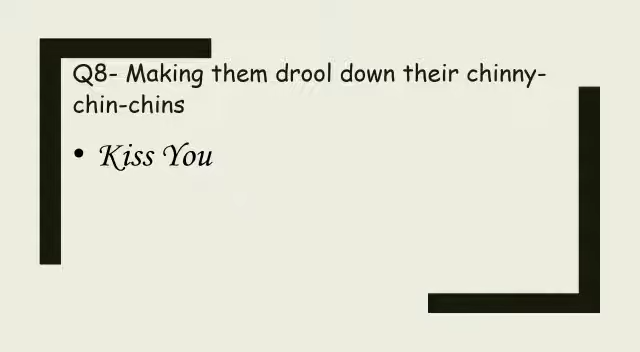 Q8- Making them drool down their chinny-
chin-chins
• Kiss You